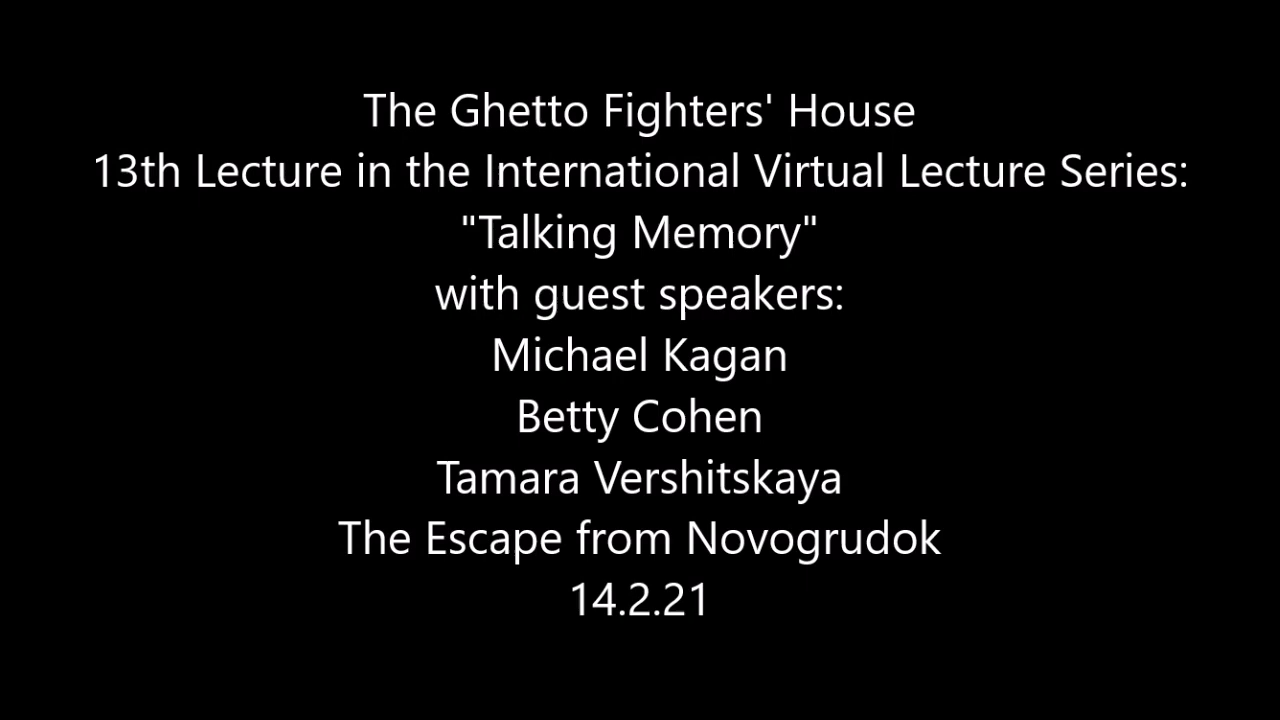 The Ghetto Fighters' House
13th Lecture in the International Virtual Lecture Series:
"Talking Memory"
with guest speakers:
Michael Kagan
Betty Cohen
Tamara Vershitskaya
The Escape from Novogrudok
14.2.21